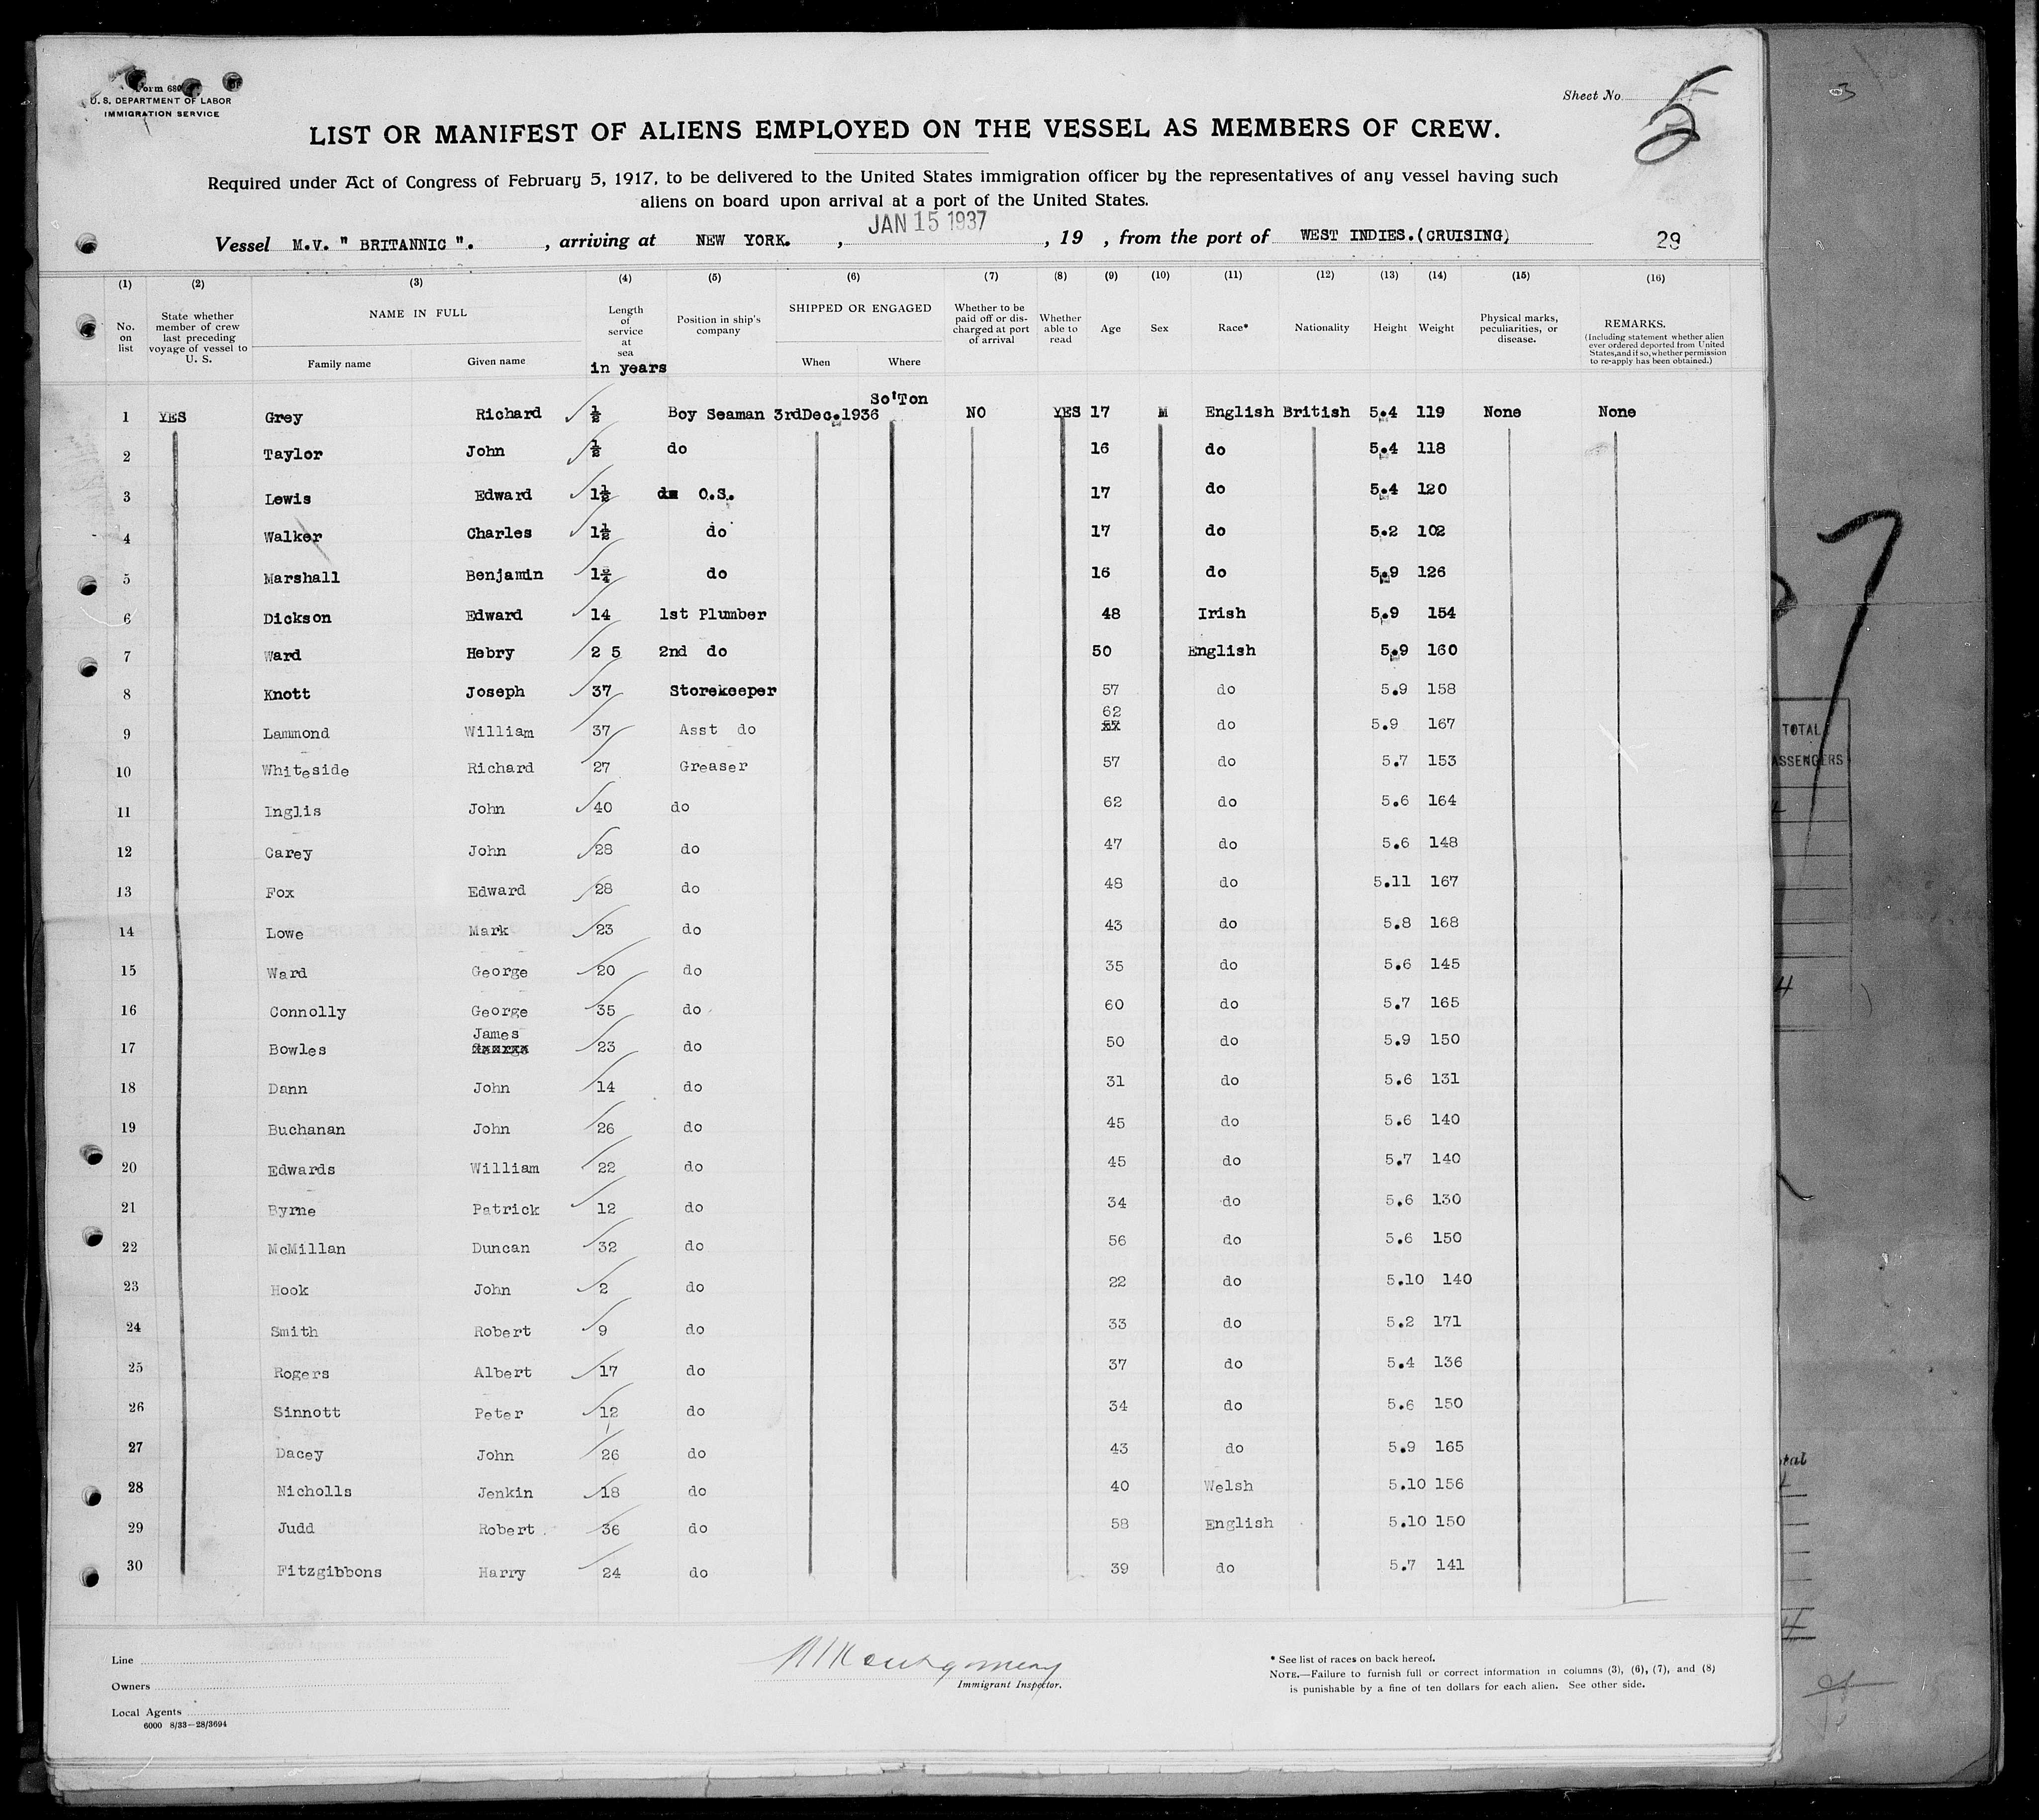 Form 680
U. S. DEPARTMENT OF LABOR
IMMIGRATION SERVICE
Sheet No. 5
LIST OR MANIFEST OF ALIENS EMPLOYED ON THE VESSEL AS MEMBERS OF CREW.
Required under Act of Congress of February 5, 1917, to be delivered to the United States immigration officer by the representatives of any vessel having such
aliens on board upon arrival at a port of the United States.
Vessel M.V. " BRITANNIC ". , arriving at NEW YORK. , JAN 15 1937 , 19 , from the port of WEST INDIES.(CRUISING) 29
(1) (2) (3) (4) (5) (6) (7) (8) (9) (10) (11) (12) (13) (14) (15) (16)
No. on list
State whether member of crew last preceding voyage of vessel to U. S.
NAME IN FULL
Family name Given name
Length of service at sea in years
Position in ship's company
SHIPPED OR ENGAGED
When Where
Whether to be paid off or discharged at port of arrival
Whether able to read
Age Sex Race* Nationality Height Weight
Physical marks, peculiarities, or disease.
REMARKS.
(Including statement whether alien ever ordered deported from United States, and if so, whether permission to re-apply has been obtained.)
1 YES Grey Richard ½ Boy Seaman 3rdDec.1936 So'Ton NO YES 17 M English British 5.4 119 None None
2 Taylor John ½ do 16 do 5.4 118
3 Lewis Edward 1½ O.S. 17 do 5.4 120
4 Walker Charles 1½ do 17 do 5.2 102
5 Marshall Benjamin do 16 do 5.9 126
6 Dickson Edward 14 1st Plumber 48 Irish 5.9 154
7 Ward Hebry 2 5 2nd do 50 English 5.9 160
8 Knott Joseph 37 Storekeeper 57 do 5.9 158
9 Lammond William 37 Asst do 62 do 5.9 167
10 Whiteside Richard 27 Greaser 57 do 5.7 153
11 Inglis John 40 do 62 do 5.6 164
12 Carey John 28 do 47 do 5.6 148
13 Fox Edward 28 do 48 do 5.11 167
14 Lowe Mark 23 do 43 do 5.8 168
15 Ward George 20 do 35 do 5.6 145
16 Connolly George 35 do 60 do 5.7 165
17 Bowles James 23 do 50 do 5.9 150
18 Dann John 14 do 31 do 5.6 131
19 Buchanan John 26 do 45 do 5.6 140
20 Edwards William 22 do 45 do 5.7 140
21 Byrne Patrick 12 do 34 do 5.6 130
22 McMillan Duncan 32 do 56 do 5.6 150
23 Hook John 2 do 22 do 5.10 140
24 Smith Robert 9 do 33 do 5.2 171
25 Rogers Albert 17 do 37 do 5.4 136
26 Sinnott Peter 12 do 34 do 5.6 150
27 Dacey John 26 do 43 do 5.9 165
28 Nicholls Jenkin 18 do 40 Welsh 5.10 156
29 Judd Robert 36 do 58 English 5.10 150
30 Fitzgibbons Harry 24 do 39 do 5.7 141
Line
Owners
Local Agents
6000 8/33—28/3694
Montgomery
Immigrant Inspector.
* See list of races on back hereof.
NOTE.—Failure to furnish full or correct information in columns (3), (6), (7), and (8)
is punishable by a fine of ten dollars for each alien. See other side.
7
TOTAL